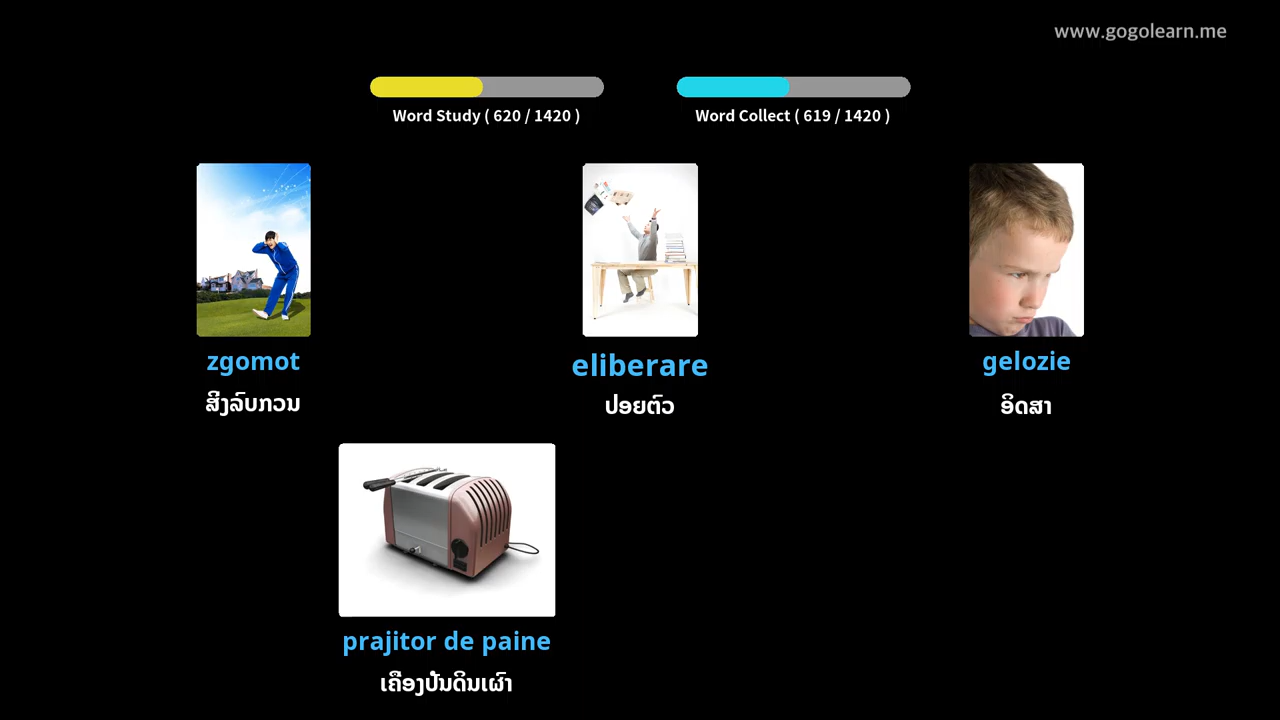 www.gogolearn.me
Word Study ( 620 / 1420 )
Word Collect ( 619 / 1420 )
zgomot
ສີງລົບກວນ
eliberare
ປອຍຕົວ
gelozie
ອິດສາ
prajitor de paine
ເຄືອງປັ້ນດິນເຜົາ